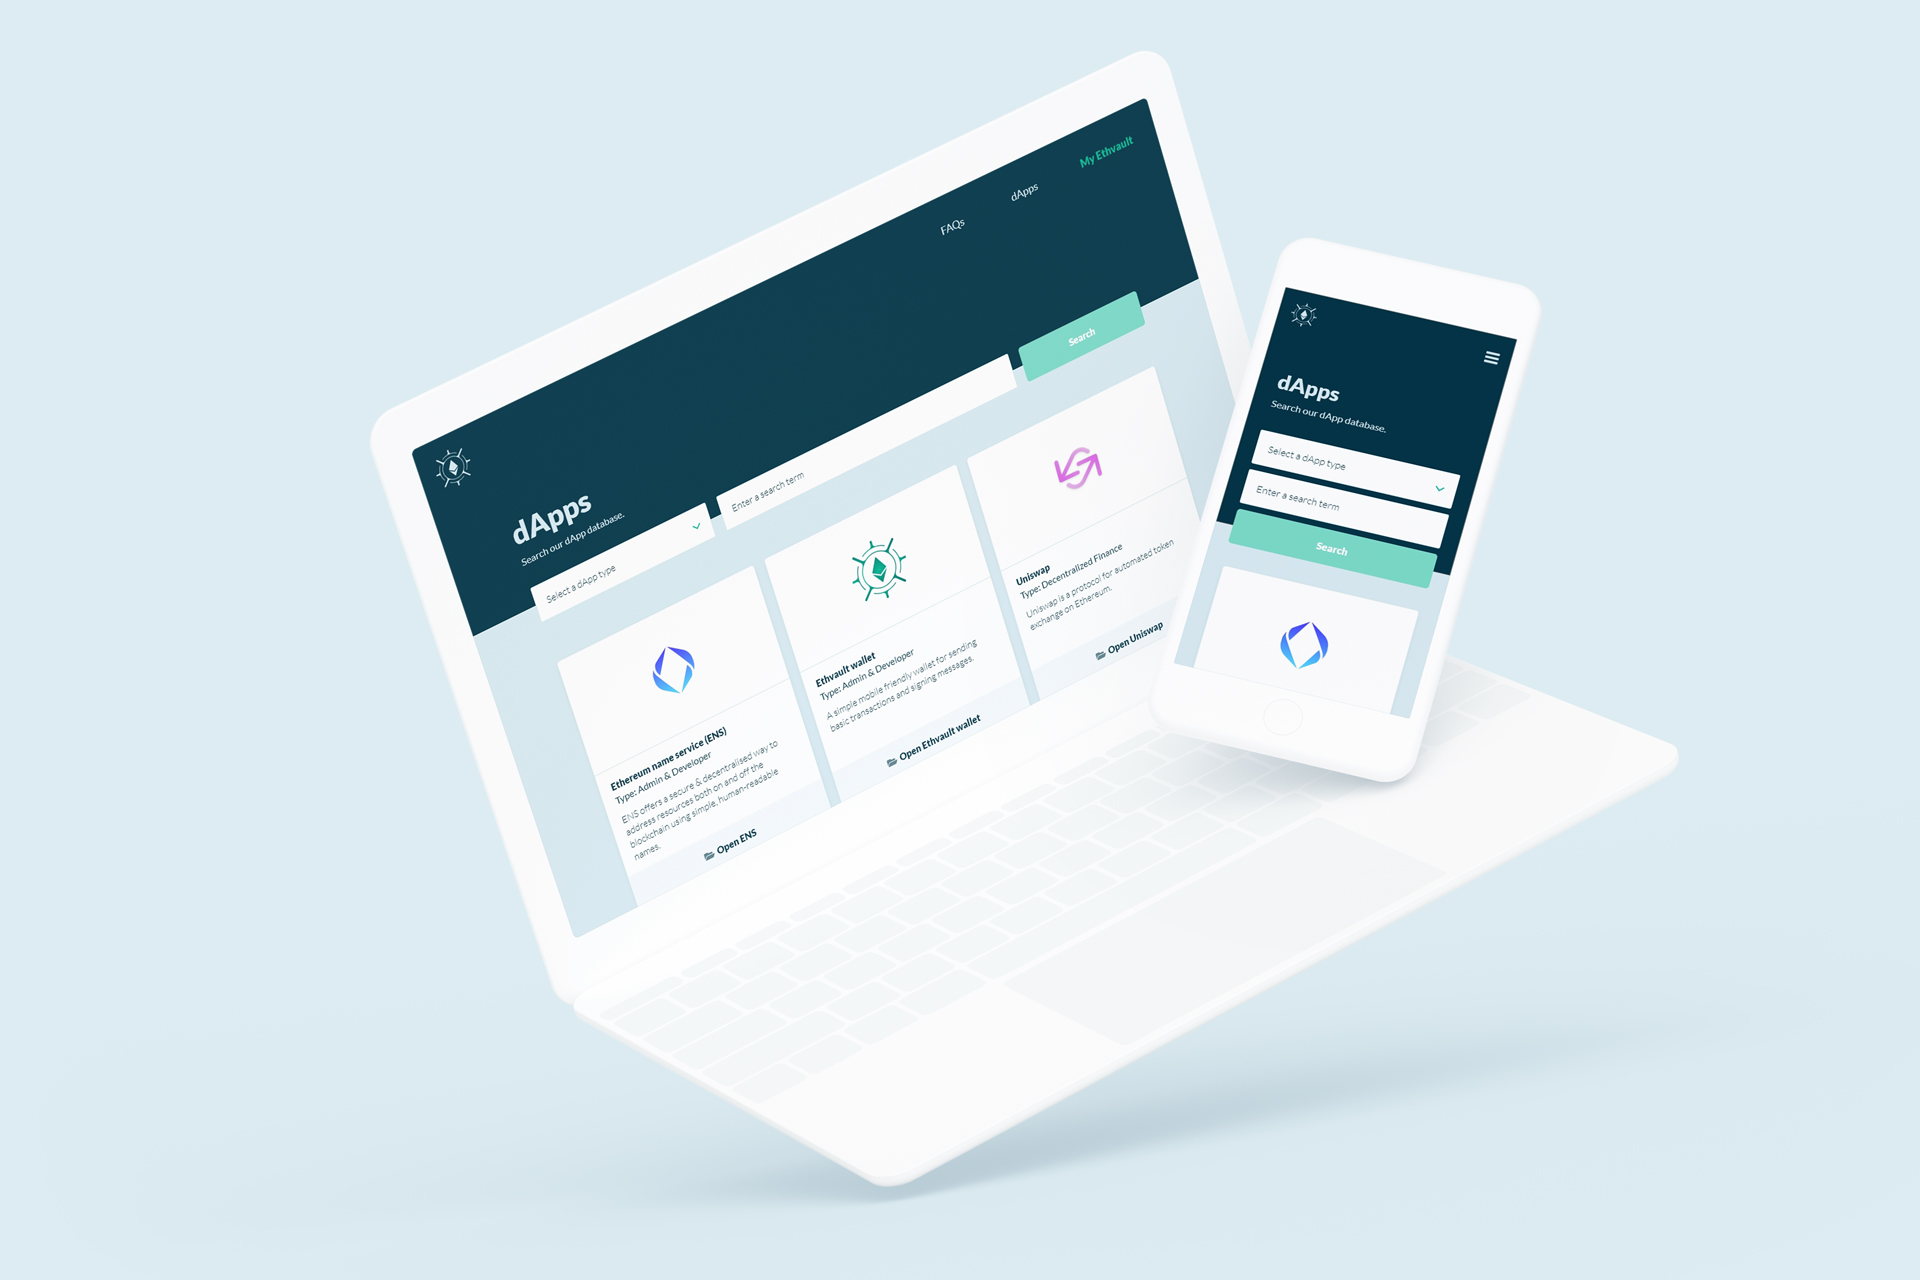 FAQs
dApps
My Ethvault
dApps
Search our dApp database.
Select a dApp type
Enter a search term
Search
Ethereum name service (ENS)
Type: Admin & Developer
ENS offers a secure & decentralised way to
address resources both on and off the
blockchain using simple, human-readable
names.
Open ENS
Ethvault wallet
Type: Admin & Developer
A simple mobile friendly wallet for sending
basic transactions and signing messages.
Open Ethvault wallet
Uniswap
Type: Decentralized Finance
Uniswap is a protocol for automated token
exchange on Ethereum.
Open Uniswap
dApps
Search our dApp database.
Select a dApp type
Enter a search term
Search